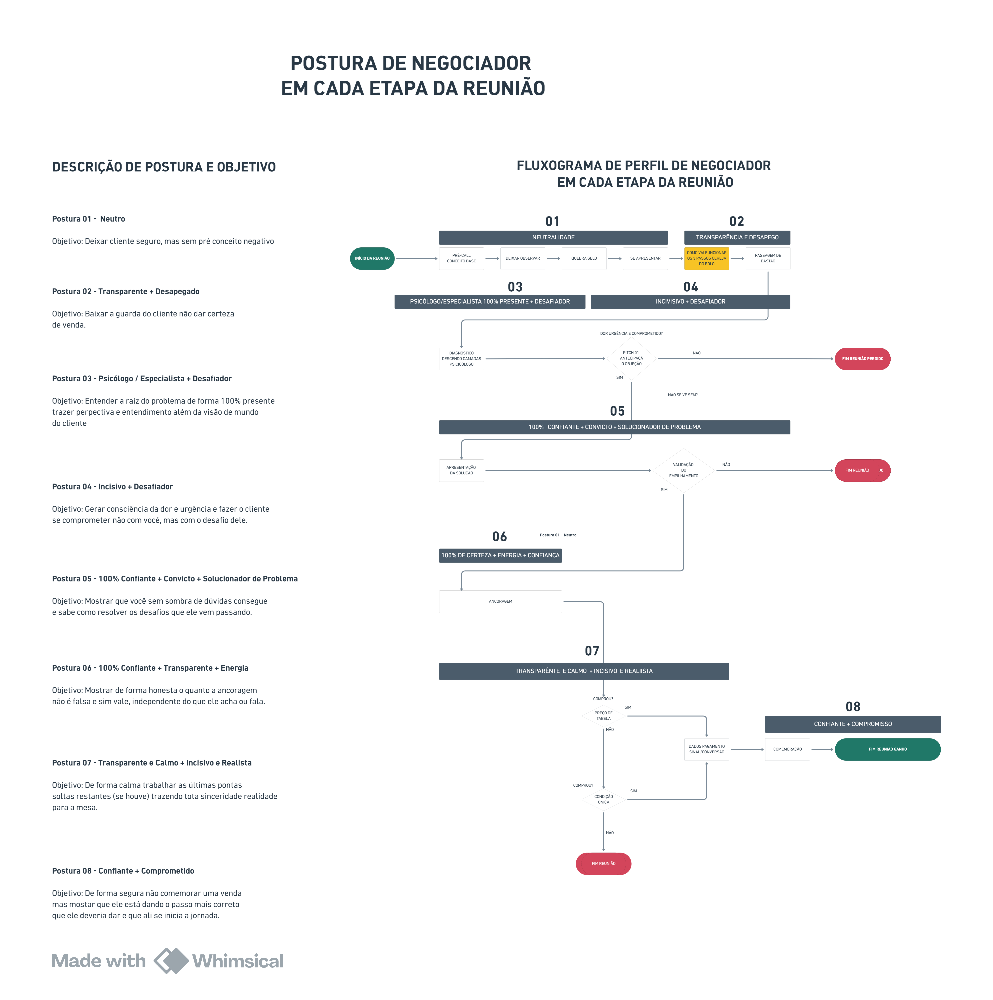 POSTURA DE NEGOCIADOR
EM CADA ETAPA DA REUNIÃO
DESCRIÇÃO DE POSTURA E OBJETIVO
Postura 01 - Neutro
Objetivo: Deixar cliente seguro, mas sem pré conceito negativo
Postura 02 - Transparente + Desapegado
Objetivo: Baixar a guarda do cliente não dar certeza
de venda.
Postura 03 - Psicólogo / Especialista + Desafiador
Objetivo: Entender a raiz do problema de forma 100% presente
trazer perpectiva e entendimento além da visão de mundo
do cliente
Postura 04 - Incisivo + Desafiador
Objetivo: Gerar consciência da dor e urgência e fazer o cliente
se comprometer não com você, mas com o desafio dele.
Postura 05 - 100% Confiante + Convicto + Solucionador de Problema
Objetivo: Mostrar que você sem sombra de dúvidas consegue
e sabe como resolver os desafios que ele vem passando.
Postura 06 - 100% Confiante + Transparente + Energia
Objetivo: Mostrar de forma honesta o quanto a ancoragem
não é falsa e sim vale, independente do que ele acha ou fala.
Postura 07 - Transparente e Calmo + Incisivo e Realista
Objetivo: De forma calma trabalhar as últimas pontas
soltas restantes (se houve) trazendo tota sinceridade realidade
para a mesa.
Postura 08 - Confiante + Comprometido
Objetivo: De forma segura não comemorar uma venda
mas mostar que ele está dando o passo mais correto
que ele deveria dar e que ali se inicia a jornada.
FLUXOGRAMA DE PERFIL DE NEGOCIADOR
EM CADA ETAPA DA REUNIÃO
01
NEUTRALIDADE
02
TRANSPARÊNCIA E DESAPEGO
INÍCIO DA REUNIÃO
PRÉ-CALL
CONCEITO BASE
DEIXAR OBSERVAR
QUEBRA GELO
SE APRESENTAR
COMO VAI FUNCIONAR
OS 3 PASSOS CEREJA
DO BOLO
PASSAGEM DE
BASTÃO
03
PSICÓLOGO/ESPECIALISTA 100% PRESENTE + DESAFIADOR
04
INCIVISIVO + DESAFIADOR
DOR URGÊNCIA E COMPROMETIDO?
DIAGNÓSTICO
DESCENDO CAMADAS
PSICICÓLOGO
PITCH 01
ANTECIPAÇÃ
O OBJEÇÃO
NÃO
FIM REUNIÃO PERDIDO
SIM
NÃO SE VÊ SEM?
05
100% CONFIANTE + CONVICTO + SOLUCIONADOR DE PROBLEMA
APRESENTAÇÃO
DA SOLUÇÃO
VALIDAÇÃO
DO
EMPILHAMENTO
NÃO
FIM REUNIÃO DO
SIM
06
Postura 01 - Neutro
100% DE CERTEZA + ENERGIA + CONFIANÇA
ANCORAGEM
07
TRANSPARÊNTE E CALMO + INCISIVO E REALIISTA
COMPROU?
PREÇO DE
TABELA
SIM
NÃO
08
CONFIANTE + COMPROMISSO
DADOS PAGAMENTO
SINAL/CONVERSÃO
COMEMORAÇÃO
FIM REUNIÃO GANHO
COMPROU?
CONDIÇÃO
ÚNICA
SIM
NÃO
FIM REUNIÃO
Made with Whimsical